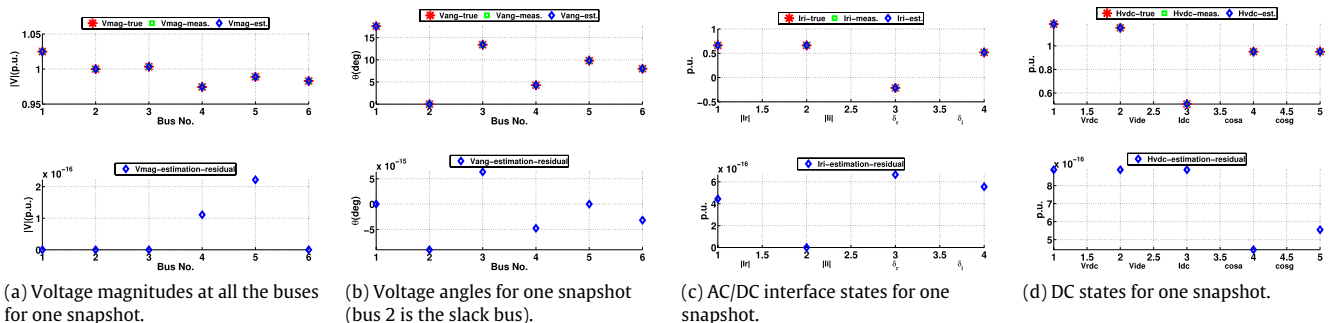 Vmag−true Vmag−meas. Vmag−est.
1.05
1
0.95
|V|(p.u.)
1 2 3 4 5 6
Bus No.
x 10⁻¹⁶
Vmag−estimation−residual
2
1
0
|V|(p.u.)
1 2 3 4 5 6
Bus No.
(a) Voltage magnitudes at all the buses
for one snapshot.
Vang−true Vang−meas. Vang−est.
15
10
5
0
θ(deg)
1 2 3 4 5 6
Bus No.
x 10⁻¹⁵
Vang−estimation−residual
5
0
−5
θ(deg)
1 2 3 4 5 6
Bus No.
(b) Voltage angles for one snapshot
(bus 2 is the slack bus).
Iri−true Iri−meas. Iri−est.
1
0.5
0
−0.5
p.u.
1 1.5 2 2.5 3 3.5 4
|Ir| |Ii| δr δi
x 10⁻¹⁶
Iri−estimation−residual
6
4
2
0
p.u.
1 1.5 2 2.5 3 3.5 4
|Ir| |Ii| δr δi
(c) AC/DC interface states for one
snapshot.
Hvdc−true Hvdc−meas. Hvdc−est.
1
0.8
0.6
p.u.
1 1.5 2 2.5 3 3.5 4 4.5 5
Vrdc Vidc Idc cosa cosg
x 10⁻¹⁶
Hvdc−estimation−residual
8
7
6
5
p.u.
1 1.5 2 2.5 3 3.5 4 4.5 5
Vrdc Vidc Idc cosa cosg
(d) DC states for one snapshot.